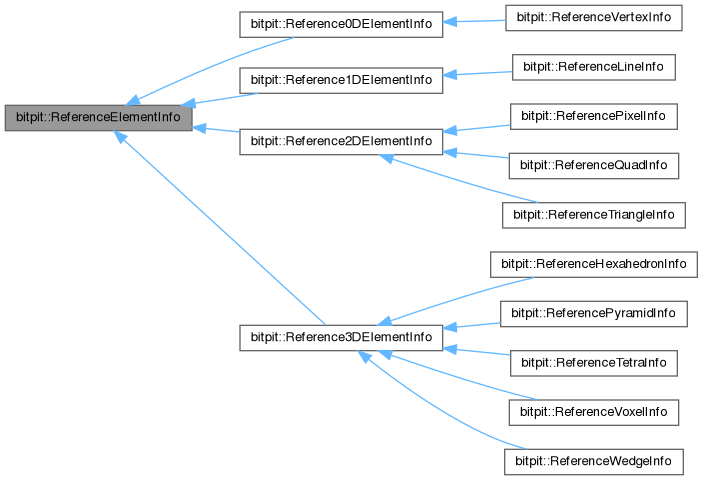 bitpit::ReferenceElementInfo
bitpit::Reference0DElementInfo
bitpit::ReferenceVertexInfo
bitpit::Reference1DElementInfo
bitpit::ReferenceLineInfo
bitpit::Reference2DElementInfo
bitpit::ReferencePixelInfo
bitpit::ReferenceQuadInfo
bitpit::ReferenceTriangleInfo
bitpit::Reference3DElementInfo
bitpit::ReferenceHexahedronInfo
bitpit::ReferencePyramidInfo
bitpit::ReferenceTetraInfo
bitpit::ReferenceVoxelInfo
bitpit::ReferenceWedgeInfo